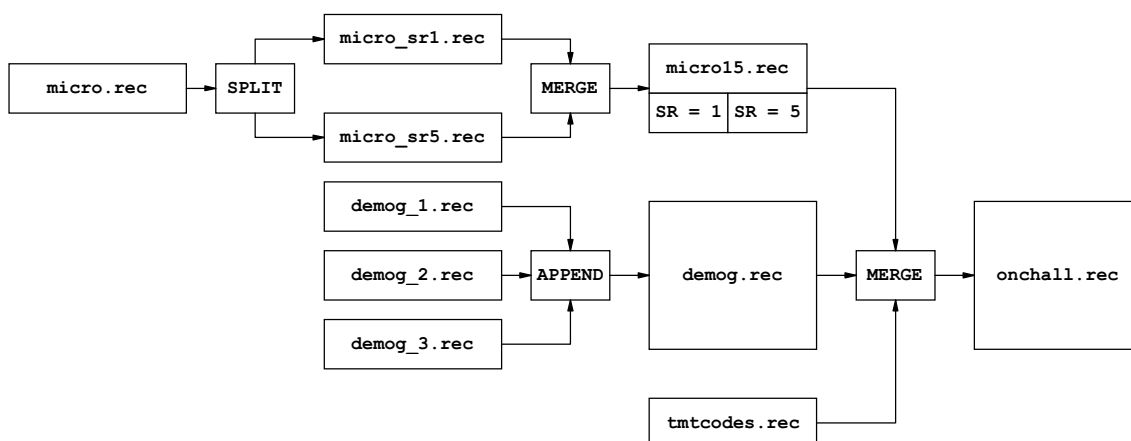 micro_sr1.rec
micro.rec
SPLIT
MERGE
micro15.rec
SR = 1
SR = 5
micro_sr5.rec
demog_1.rec
demog_2.rec
APPEND
demog.rec
MERGE
onchall.rec
demog_3.rec
tmtcodes.rec